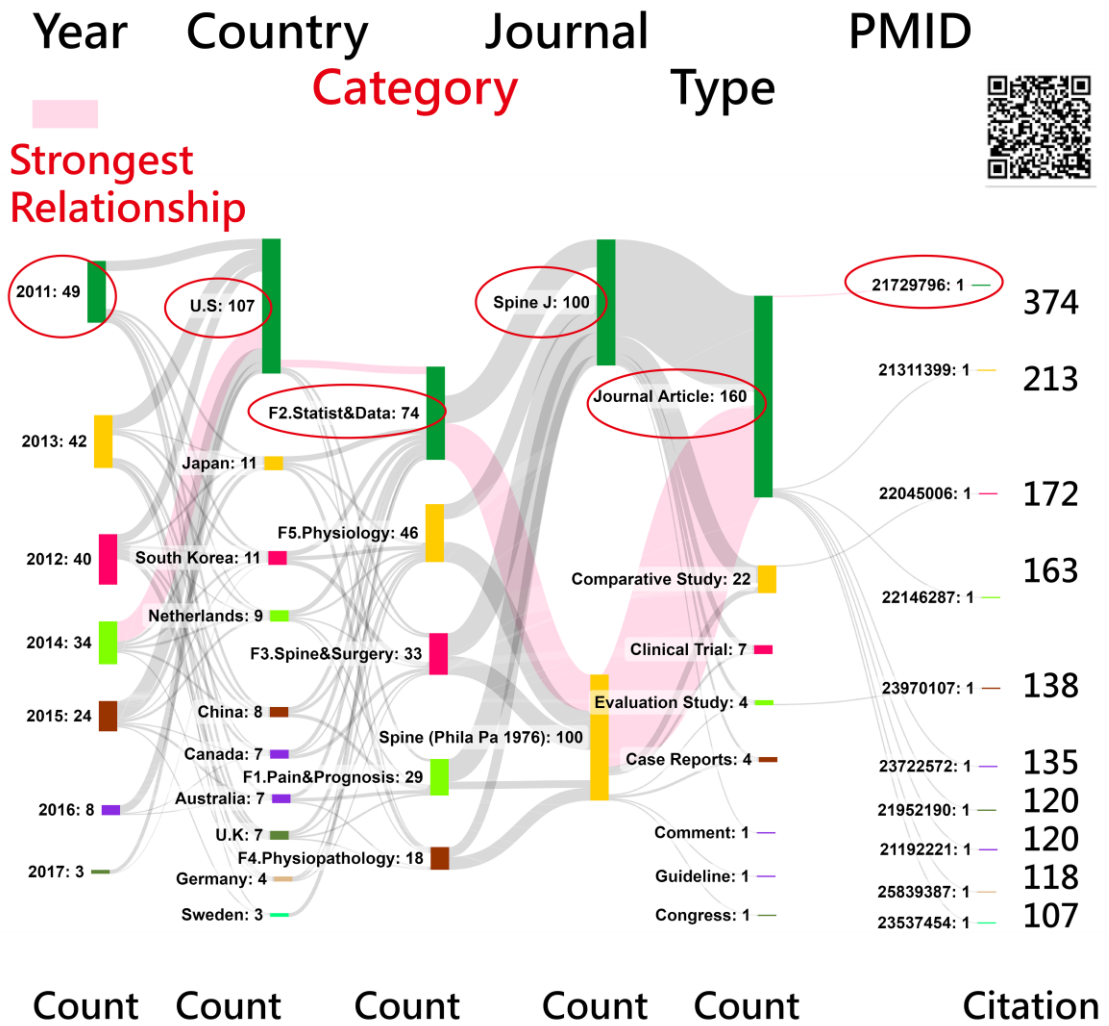 Year
Country
Journal
PMID
Category
Type
Strongest
Relationship
2011: 49
2013: 42
2012: 40
2014: 34
2015: 24
2016: 8
2017: 3
U.S: 107
Japan: 11
South Korea: 11
Netherlands: 9
China: 8
Canada: 7
Australia: 7
U.K: 7
Germany: 4
Sweden: 3
F2.Statist&Data: 74
F5.Physiology: 46
F3.Spine&Surgery: 33
F1.Pain&Prognosis: 29
F4.Physiopathology: 18
Spine J: 100
Spine (Phila Pa 1976): 100
Journal Article: 160
Comparative Study: 22
Clinical Trial: 7
Evaluation Study: 4
Case Reports: 4
Comment: 1
Guideline: 1
Congress: 1
21729796: 1
374
21311399: 1
213
22045006: 1
172
22146287: 1
163
23970107: 1
138
23722572: 1
135
21952190: 1
120
21192221: 1
120
25839387: 1
118
23537454: 1
107
Count
Count
Count
Count
Count
Citation